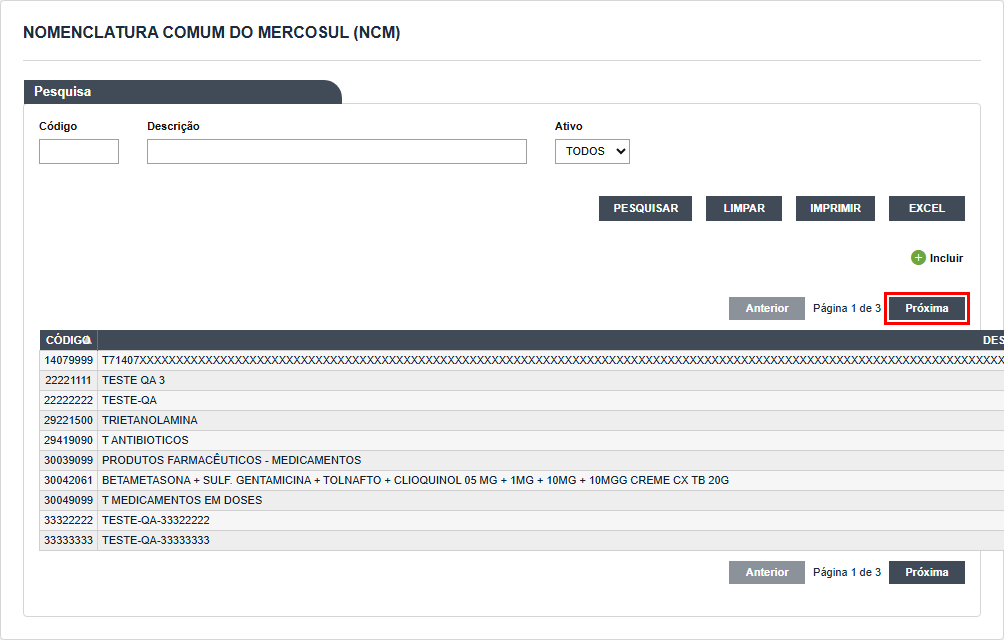 NOMENCLATURA COMUM DO MERCOSUL (NCM)
Pesquisa
Código Descrição Ativo
TODOS
PESQUISAR LIMPAR IMPRIMIR EXCEL
Incluir
Anterior Página 1 de 3 Próxima
CÓDIGO
14079999
22221111 TESTE QA 3
22222222 TESTE-QA
29221500 TRIETANOLAMINA
29419090 T ANTIBIOTICOS
30039099 PRODUTOS FARMACÊUTICOS - MEDICAMENTOS
30042061 BETAMETASONA + SULF. GENTAMICINA + TOLNAFTO + CLIOQUINOL 05 MG + 1MG + 10MG + 10MGG CREME CX TB 20G
30049099 T MEDICAMENTOS EM DOSES
33322222 TESTE-QA-33322222
33333333 TESTE-QA-33333333
Anterior Página 1 de 3 Próxima